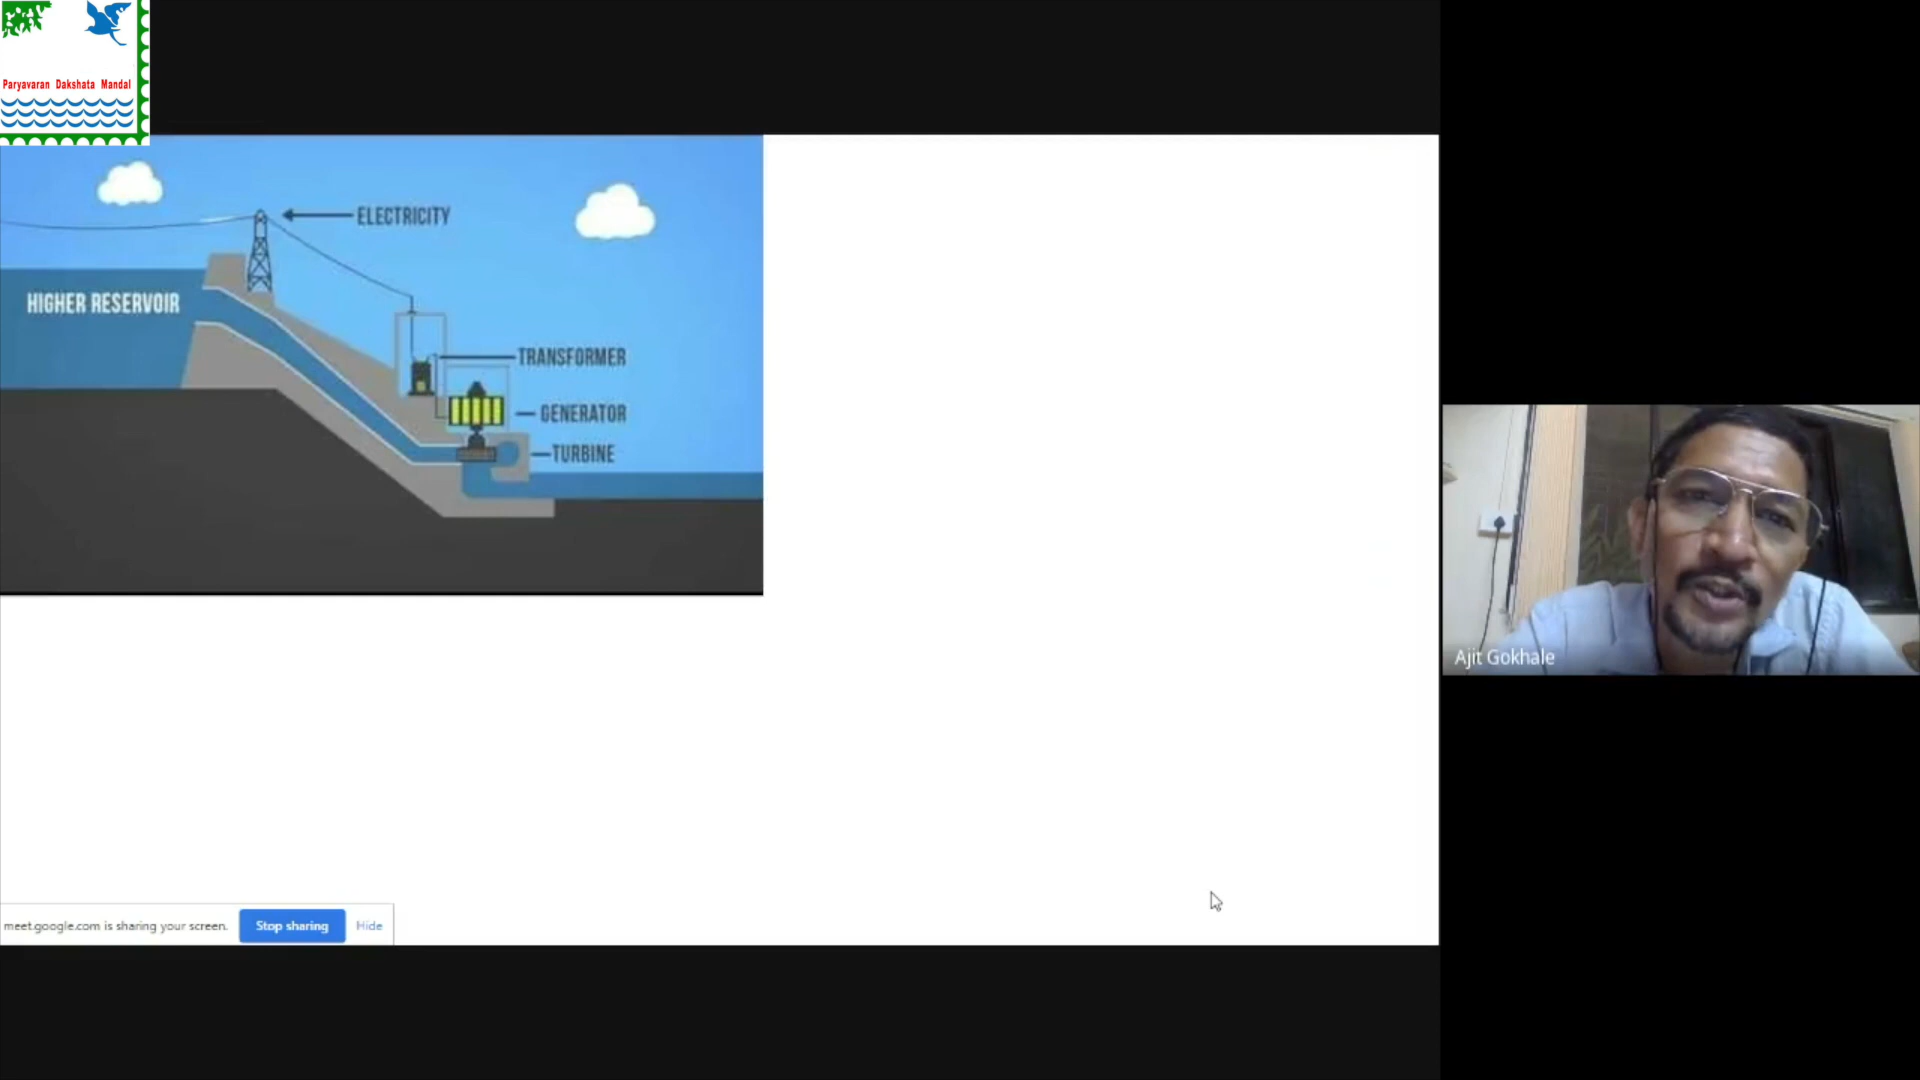 Paryavaran Dakshata Mandal
ELECTRICITY
HIGHER RESERVOIR
TRANSFORMER
GENERATOR
TURBINE
Ajit Gokhale
meet.google.com is sharing your screen.
Stop sharing
Hide